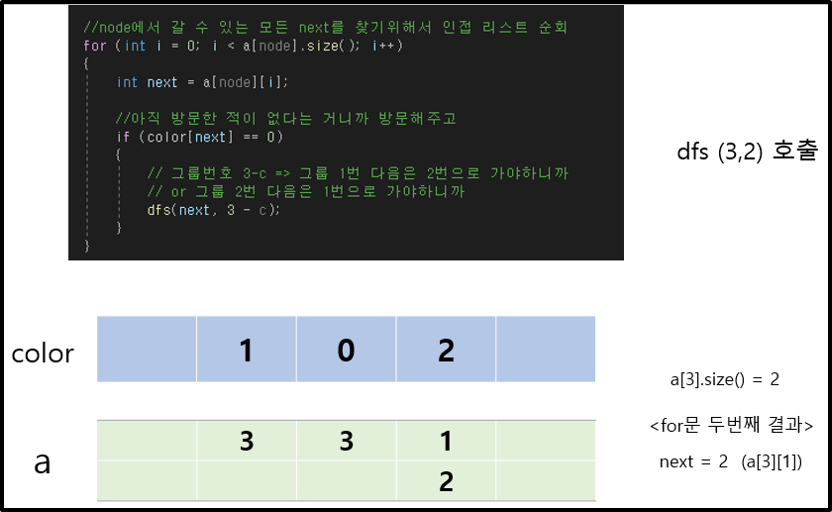 //node에서 갈 수 있는 모든 next를 찾기위해서 인접 리스트 순회
for (int i = 0; i < a[node].size(); i++)
{
int next = a[node][i];
//아직 방문한 적이 없다는 거니까 방문해주고
if (color[next] == 0)
{
// 그룹번호 3-c => 그룹 1번 다음은 2번으로 가야하니까
// or 그룹 2번 다음은 1번으로 가야하니까
dfs(next, 3 - c);
}
}
dfs (3,2) 호출
color 1 0 2
a[3].size() = 2
<for문 두번째 결과>
next = 2 (a[3][1])
a
3 3 1
2